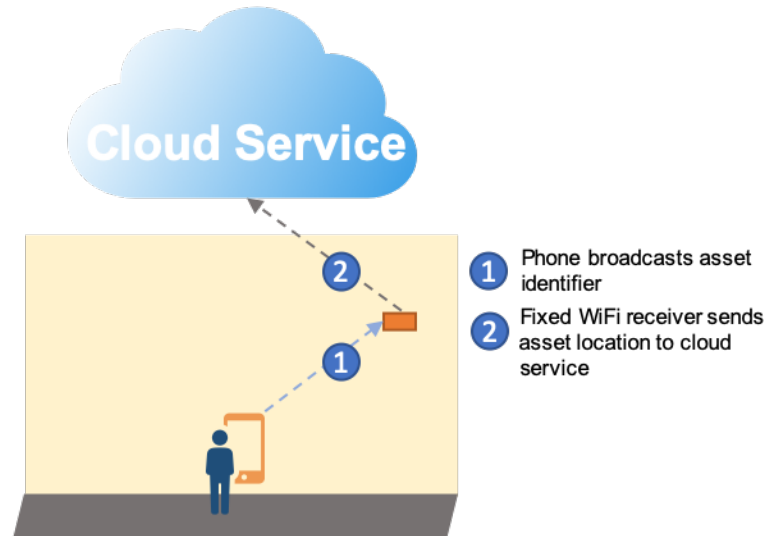 Cloud Service
2
1
1 Phone broadcasts asset
identifier
2 Fixed WiFi receiver sends
asset location to cloud
service